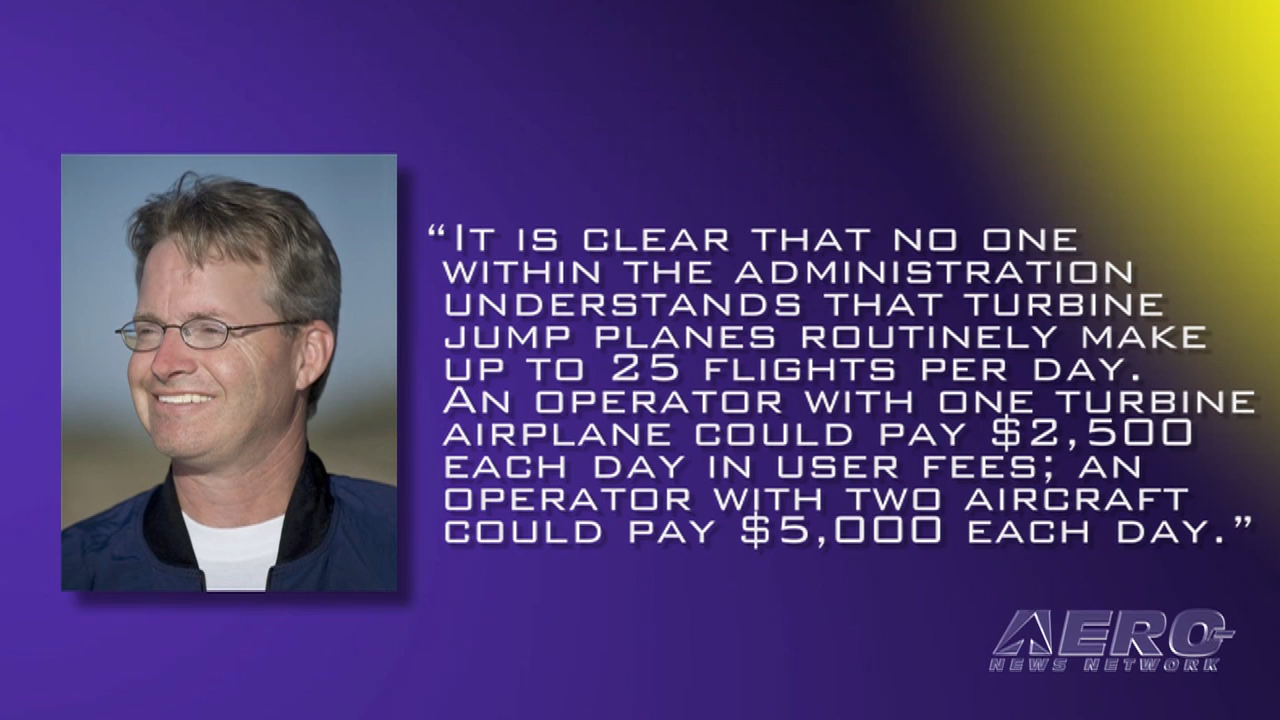 “It is clear that no one
within the administration
understands that turbine
jump planes routinely make
up to 25 flights per day.
An operator with one turbine
airplane could pay $2,500
each day in user fees; an
operator with two aircraft
could pay $5,000 each day.”
AERO
NEWS NETWORK